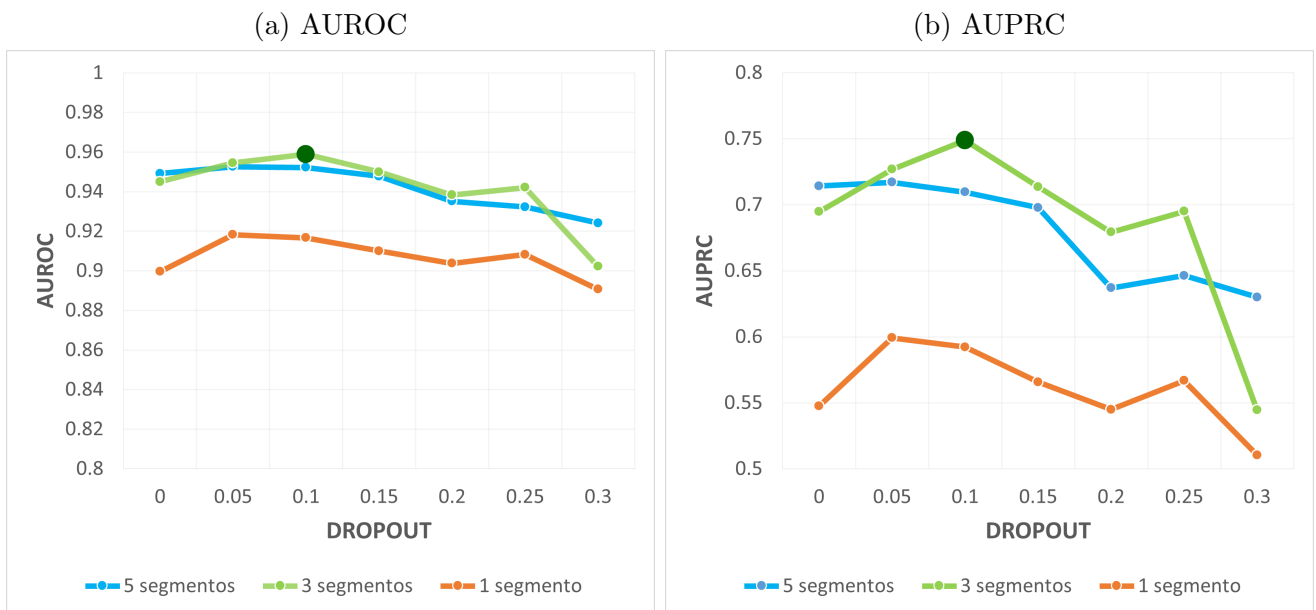 (a) AUROC
1
0.98
0.96
0.94
0.92
0.9
0.88
0.86
0.84
0.82
0.8
AUROC
0 0.05 0.1 0.15 0.2 0.25 0.3
DROPOUT
5 segmentos 3 segmentos 1 segmento
(b) AUPRC
0.8
0.75
0.7
0.65
0.6
0.55
0.5
AUPRC
0 0.05 0.1 0.15 0.2 0.25 0.3
DROPOUT
5 segmentos 3 segmentos 1 segmento